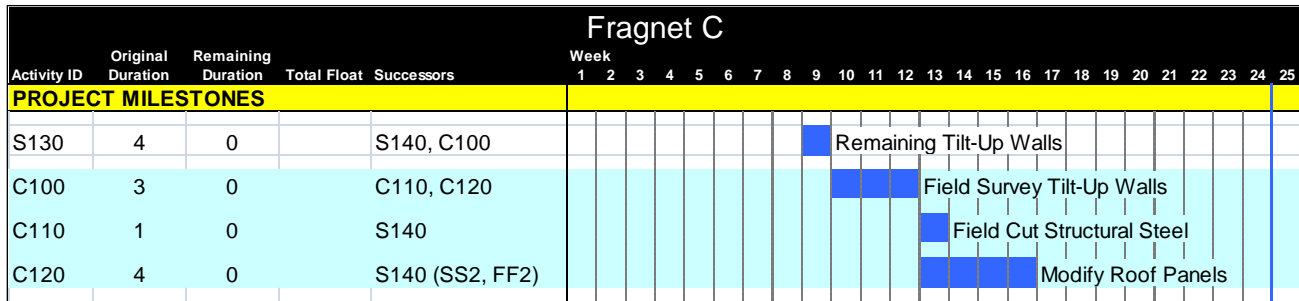 Fragnet C
Original Remaining Week
Activity ID Duration Duration Total Float Successors 1 2 3 4 5 6 7 8 9 10 11 12 13 14 15 16 17 18 19 20 21 22 23 24 25
PROJECT MILESTONES
S130 4 0 S140, C100 Remaining Tilt-Up Walls
C100 3 0 C110, C120 Field Survey Tilt-Up Walls
C110 1 0 S140 Field Cut Structural Steel
C120 4 0 S140 (SS2, FF2) Modify Roof Panels